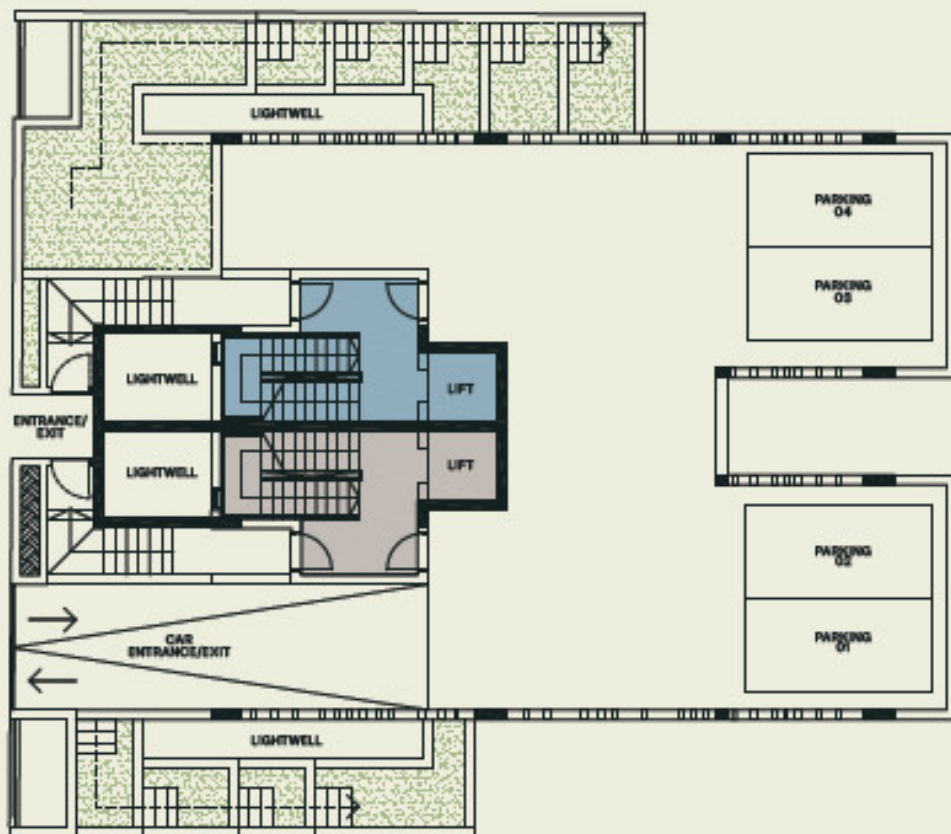 LIGHTWELL
PARKING
04
PARKING
03
LIGHTWELL
LIFT
ENTRANCE/
EXIT
LIGHTWELL
LIFT
PARKING
02
PARKING
01
CAR
ENTRANCE/EXIT
LIGHTWELL